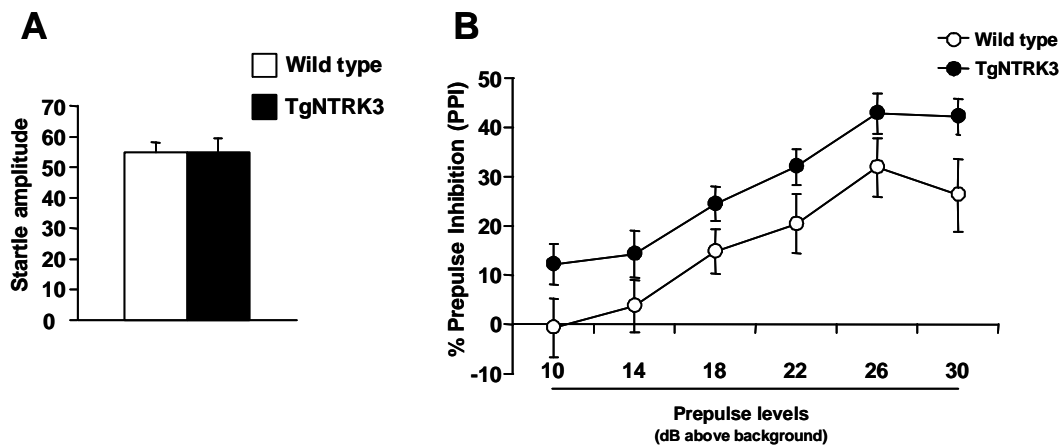 A
Wild type
TgNTRK3
Startle amplitude
70
60
50
40
30
20
10
0
B
Wild type
TgNTRK3
% Prepulse Inhibition (PPI)
50
40
30
20
10
0
-10
10 14 18 22 26 30
Prepulse levels
(dB above background)